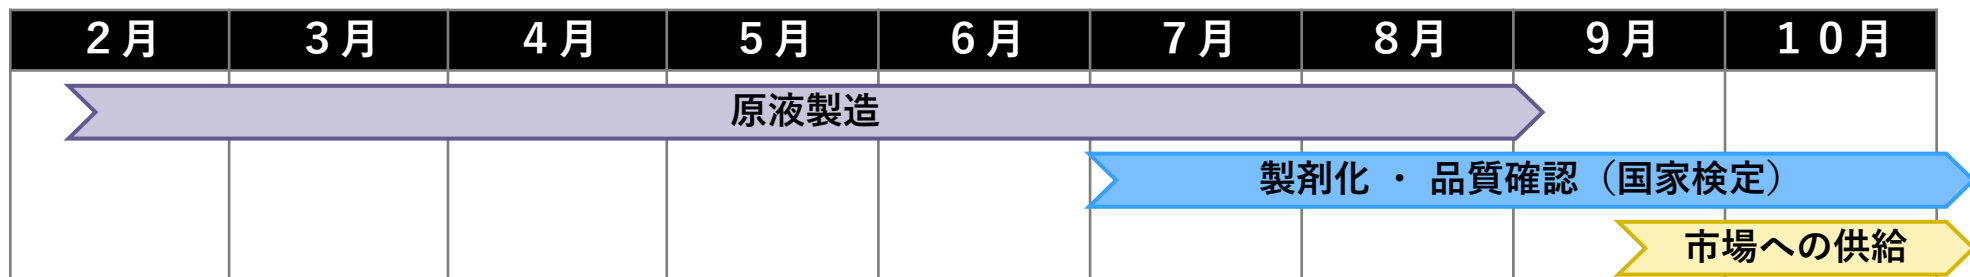 2月 3月 4月 5月 6月 7月 8月 9月 10月
原液製造
製剤化 ・ 品質確認（国家検定）
市場への供給